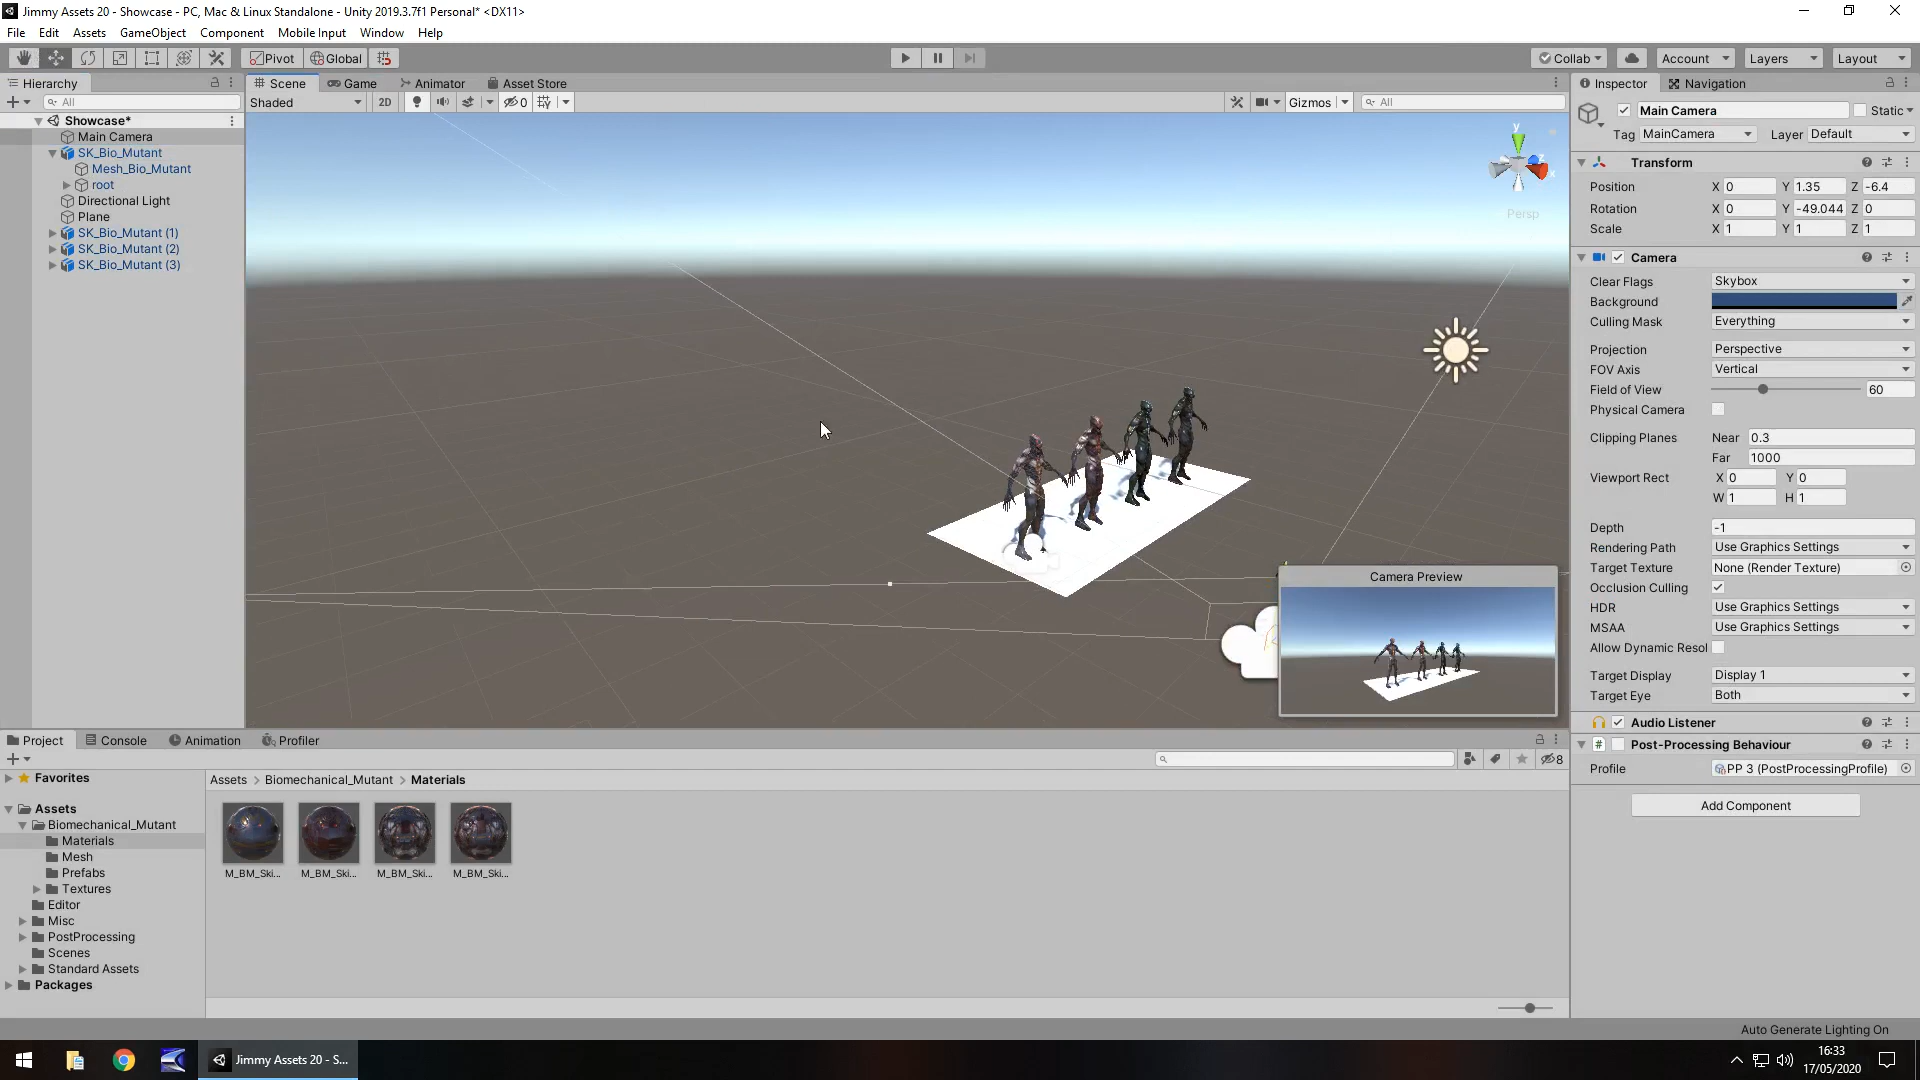 Jimmy Assets 20 - Showcase - PC, Mac & Linux Standalone - Unity 2019.3.7f1 Personal* <DX11>
File Edit Assets GameObject Component Mobile Input Window Help
Pivot Global Collab Account Layers Layout
Hierarchy Scene Game Animator Asset Store Inspector Navigation
All Shaded 2D 0 Gizmos All
Showcase*
Main Camera
SK_Bio_Mutant
Mesh_Bio_Mutant
root
Directional Light
Plane
SK_Bio_Mutant (1)
SK_Bio_Mutant (2)
SK_Bio_Mutant (3)
y
x
z
Persp
Camera Preview
Main Camera Static
Tag MainCamera Layer Default
Transform
Position X 0 Y 1.35 Z -6.4
Rotation X 0 Y -49.044 Z 0
Scale X 1 Y 1 Z 1
Camera
Clear Flags Skybox
Background
Culling Mask Everything
Projection Perspective
FOV Axis Vertical
Field of View 60
Physical Camera
Clipping Planes Near 0.3
Far 1000
Viewport Rect X 0 Y 0
W 1 H 1
Depth -1
Rendering Path Use Graphics Settings
Target Texture None (Render Texture)
Occlusion Culling
HDR Use Graphics Settings
MSAA Use Graphics Settings
Allow Dynamic Resol
Target Display Display 1
Target Eye Both
Audio Listener
# Post-Processing Behaviour
Profile PP 3 (PostProcessingProfile)
Add Component
Project Console Animation Profiler
8
Favorites
Assets
Biomechanical_Mutant
Materials
Mesh
Prefabs
Textures
Editor
Misc
PostProcessing
Scenes
Standard Assets
Packages
Assets > Biomechanical_Mutant > Materials
M_BM_Ski... M_BM_Ski... M_BM_Ski... M_BM_Ski...
Auto Generate Lighting On
Jimmy Assets 20 - S...
16:33
17/05/2020